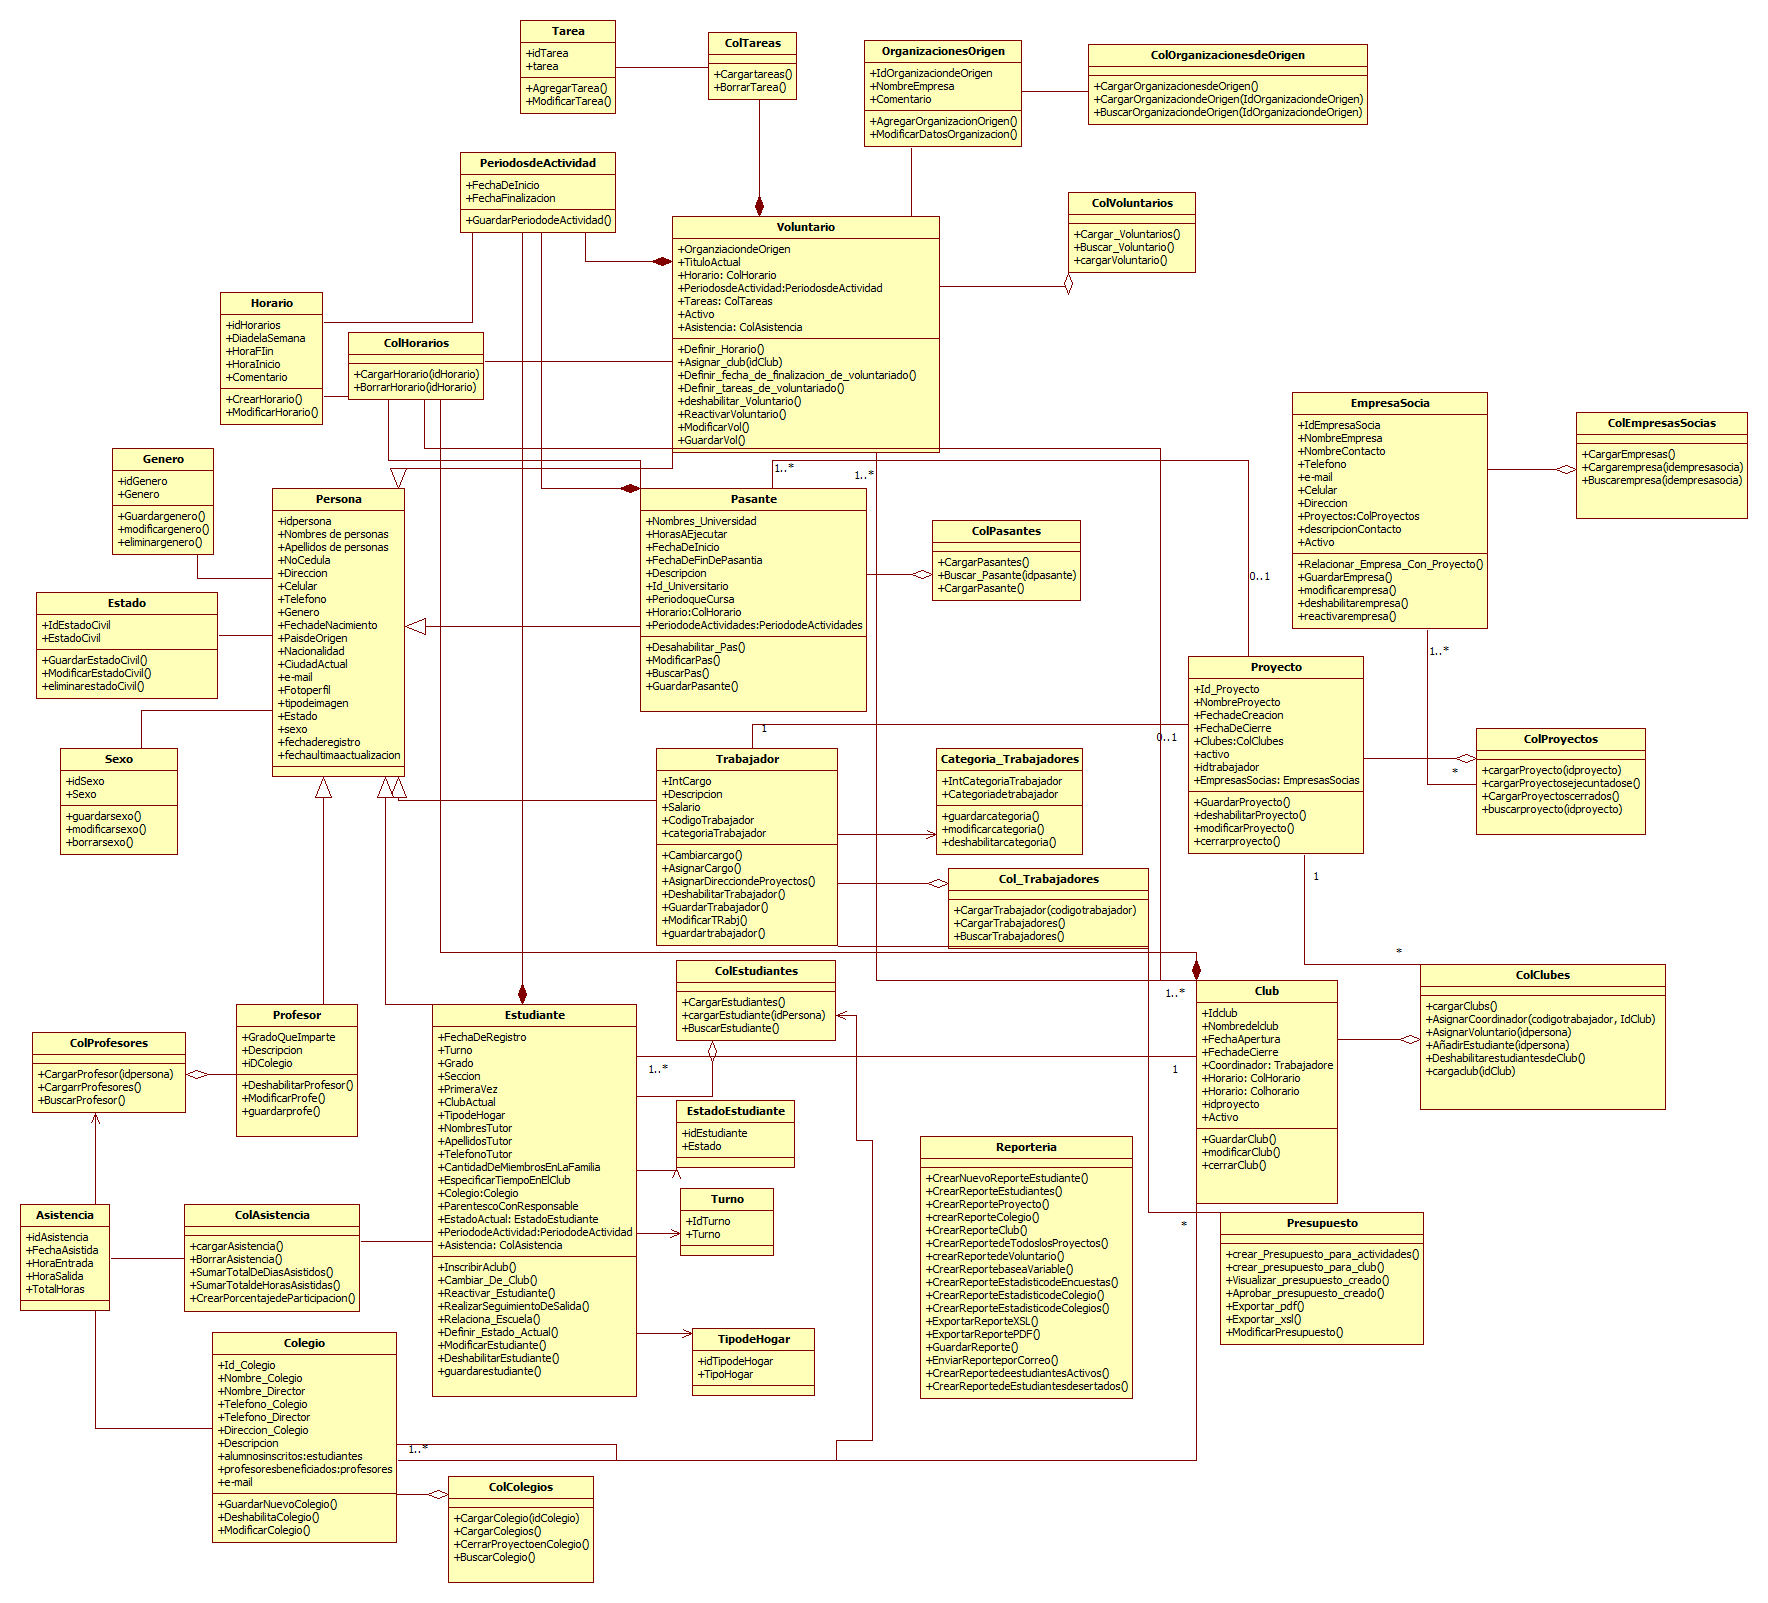 Tarea
+idTarea
+tarea
+AgregarTarea()
+ModificarTarea()
ColTareas
+Cargartareas()
+BorrarTarea()
OrganizacionesOrigen
+IdOrganizaciondeOrigen
+NombreEmpresa
+Comentario
+AgregarOrganizacionOrigen()
+ModificarDatosOrganizacion()
ColOrganizacionesdeOrigen
+CargarOrganizacionesdeOrigen()
+CargarOrganizaciondeOrigen(IdOrganizaciondeOrigen)
+BuscarOrganizaciondeOrigen(IdOrganizaciondeOrigen)
PeriodosdeActividad
+FechaDeInicio
+FechaFinalizacion
+GuardarPeriododeActividad()
Voluntario
+OrganziaciondeOrigen
+TituloActual
+Horario: ColHorario
+PeriodosdeActividad:PeriodosdeActividad
+Tareas: ColTareas
+Activo
+Asistencia: ColAsistencia
+Definir_Horario()
+Asignar_club(idClub)
+Definir_fecha_de_finalizacion_de_voluntariado()
+Definir_tareas_de_voluntariado()
+deshabilitar_Voluntario()
+ReactivarVoluntario()
+ModificarVol()
+GuardarVol()
ColVoluntarios
+Cargar_Voluntarios()
+Buscar_Voluntario()
+cargarVoluntario()
Horario
+idHorarios
+DiadelaSemana
+HoraFIin
+HoraInicio
+Comentario
+CrearHorario()
+ModificarHorario()
ColHorarios
+CargarHorario(idHorario)
+BorrarHorario(idHorario)
EmpresaSocia
+IdEmpresaSocia
+NombreEmpresa
+NombreContacto
+Telefono
+e-mail
+Celular
+Direccion
+Proyectos:ColProyectos
+descripcionContacto
+Activo
+Relacionar_Empresa_Con_Proyecto()
+GuardarEmpresa()
+modificarempresa()
+deshabilitarempresa()
+reactivarempresa()
ColEmpresasSocias
+CargarEmpresas()
+Cargarempresa(idempresasocia)
+Buscarempresa(idempresasocia)
Genero
+idGenero
+Genero
+Guardargenero()
+modificargenero()
+eliminargenero()
1..*
1..*
Persona
+idpersona
+Nombres de personas
+Apellidos de personas
+NoCedula
+Direccion
+Celular
+Telefono
+Genero
+FechadeNacimiento
+PaisdeOrigen
+Nacionalidad
+CiudadActual
+e-mail
+Fotoperfil
+tipodeimagen
+Estado
+sexo
+fechaderegistro
+fechaultimaactualizacion
Pasante
+Nombres_Universidad
+HorasAEjecutar
+FechaDeInicio
+FechaDeFinDePasantia
+Descripcion
+Id_Universitario
+PeriodoqueCursa
+Horario:ColHorario
+PeriododeActividades:PeriododeActividades
+Desahabilitar_Pas()
+ModificarPas()
+BuscarPas()
+GuardarPasante()
ColPasantes
+CargarPasantes()
+Buscar_Pasante(idpasante)
+CargarPasante()
0..1
Estado
+IdEstadoCivil
+EstadoCivil
+GuardarEstadoCivil()
+ModificarEstadoCivil()
+eliminarestadoCivil()
1..*
Proyecto
+Id_Proyecto
+NombreProyecto
+FechadeCreacion
+FechaDeCierre
+Clubes:ColClubes
+activo
+idtrabajador
+EmpresasSocias: EmpresasSocias
+GuardarProyecto()
+deshabilitarProyecto()
+modificarProyecto()
+cerrarproyecto()
ColProyectos
+cargarProyecto(idproyecto)
+cargarProyectosejecuntadose()
+CargarProyectoscerrados()
+buscarproyecto(idproyecto)
1
0..1
*
Sexo
+idSexo
+Sexo
+guardarsexo()
+modificarsexo()
+borrarsexo()
Trabajador
+IntCargo
+Descripcion
+Salario
+CodigoTrabajador
+categoriaTrabajador
+Cambiarcargo()
+AsignarCargo()
+AsignarDirecciondeProyectos()
+DeshabilitarTrabajador()
+GuardarTrabajador()
+ModificarTRabj()
+guardartrabajador()
Categoria_Trabajadores
+IntCategoriaTrabajador
+Categoriadetrabajador
+guardarcategoria()
+modificarcategoria()
+deshabilitarcategoria()
Col_Trabajadores
+CargarTrabajador(codigotrabajador)
+CargarTrabajadores()
+BuscarTrabajadores()
1
*
ColEstudiantes
+CargarEstudiantes()
+cargarEstudiante(idPersona)
+BuscarEstudiante()
1..*
Club
+Idclub
+Nombredelclub
+FechaApertura
+FechadeCierre
+Coordinador: Trabajadore
+Horario: ColHorario
+Horario: Colhorario
+idproyecto
+Activo
+GuardarClub()
+modificarClub()
+cerrarClub()
ColClubes
+cargarClubs()
+AsignarCoordinador(codigotrabajador, IdClub)
+AsignarVoluntario(idpersona)
+AñadirEstudiante(idpersona)
+DeshabilitarestudiantesdeClub()
+cargaclub(idClub)
Profesor
+GradoQueImparte
+Descripcion
+iDColegio
+DeshabilitarProfesor()
+ModificarProfe()
+guardarprofe()
ColProfesores
+CargarProfesor(idpersona)
+CargarrProfesores()
+BuscarProfesor()
Estudiante
+FechaDeRegistro
+Turno
+Grado
+Seccion
+PrimeraVez
+ClubActual
+TipodeHogar
+NombresTutor
+ApellidosTutor
+TelefonoTutor
+CantidadDeMiembrosEnLaFamilia
+EspecificarTiempoEnElClub
+Colegio:Colegio
+ParentescoConResponsable
+EstadoActual: EstadoEstudiante
+PeriododeActividad:PeriododeActividad
+Asistencia: ColAsistencia
+InscribirAclub()
+Cambiar_De_Club()
+Reactivar_Estudiante()
+RealizarSeguimientoDeSalida()
+Relaciona_Escuela()
+Definir_Estado_Actual()
+ModificarEstudiante()
+DeshabilitarEstudiante()
+guardarestudiante()
1..*
1
EstadoEstudiante
+idEstudiante
+Estado
Turno
+IdTurno
+Turno
TipodeHogar
+idTipodeHogar
+TipoHogar
Reporteria
+CrearNuevoReporteEstudiante()
+CrearReporteEstudiantes()
+CrearReporteProyecto()
+crearReporteColegio()
+CrearReporteClub()
+CrearReportedeTodoslosProyectos()
+crearReportedeVoluntario()
+CrearReportebaseaVariable()
+CrearReporteEstadisticodeEncuestas()
+CrearReporteEstadisticodeColegio()
+CrearReporteEstadisticodeColegios()
+ExportarReporteXSL()
+ExportarReportePDF()
+GuardarReporte()
+EnviarReporteporCorreo()
+CrearReportedeestudiantesActivos()
+CrearReportedeEstudiantesdesertados()
*
Presupuesto
+crear_Presupuesto_para_actividades()
+crear_presupuesto_para_club()
+Visualizar_presupuesto_creado()
+Aprobar_presupuesto_creado()
+Exportar_pdf()
+Exportar_xsl()
+ModificarPresupuesto()
Asistencia
+idAsistencia
+FechaAsistida
+HoraEntrada
+HoraSalida
+TotalHoras
ColAsistencia
+cargarAsistencia()
+BorrarAsistencia()
+SumarTotalDeDiasAsistidos()
+SumarTotaldeHorasAsistidas()
+CrearPorcentajedeParticipacion()
Colegio
+Id_Colegio
+Nombre_Colegio
+Nombre_Director
+Telefono_Colegio
+Telefono_Director
+Direccion_Colegio
+Descripcion
+alumnosinscritos:estudiantes
+profesoresbeneficiados:profesores
+e-mail
+GuardarNuevoColegio()
+DeshabilitaColegio()
+ModificarColegio()
1..*
ColColegios
+CargarColegio(idColegio)
+CargarColegios()
+CerrarProyectoenColegio()
+BuscarColegio()